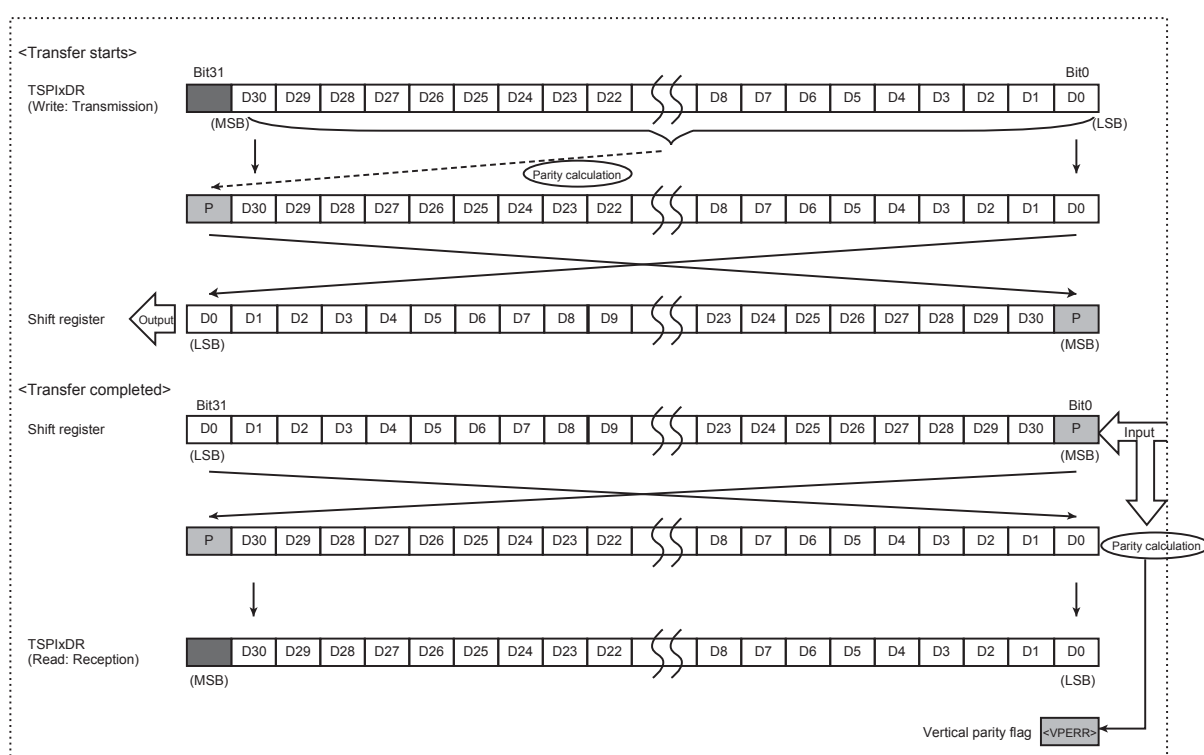 <Transfer starts>
Bit31 Bit0
TSPIxDR
(Write: Transmission)
D30 D29 D28 D27 D26 D25 D24 D23 D22 D8 D7 D6 D5 D4 D3 D2 D1 D0
(MSB) (LSB)
Parity calculation
P D30 D29 D28 D27 D26 D25 D24 D23 D22 D8 D7 D6 D5 D4 D3 D2 D1 D0
Shift register Output D0 D1 D2 D3 D4 D5 D6 D7 D8 D9 D23 D24 D25 D26 D27 D28 D29 D30 P
(LSB) (MSB)
<Transfer completed>
Bit31 Bit0
Shift register D0 D1 D2 D3 D4 D5 D6 D7 D8 D9 D23 D24 D25 D26 D27 D28 D29 D30 P Input
(LSB) (MSB)
P D30 D29 D28 D27 D26 D25 D24 D23 D22 D8 D7 D6 D5 D4 D3 D2 D1 D0 Parity calculation
TSPIxDR
(Read: Reception)
D30 D29 D28 D27 D26 D25 D24 D23 D22 D8 D7 D6 D5 D4 D3 D2 D1 D0
(MSB) (LSB)
Vertical parity flag <VPERR>